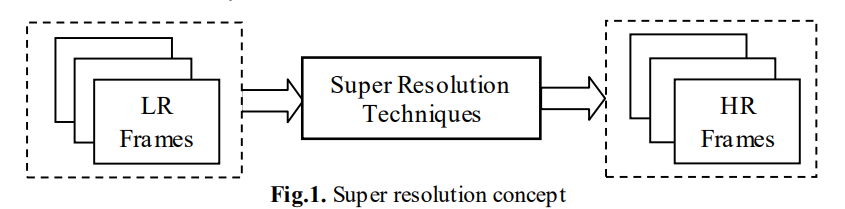 LR
Frames
Super Resolution
Techniques
HR
Frames
Fig.1. Super resolution concept